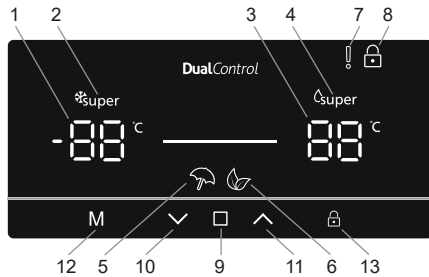 1 2 3 4 7 8
DualControl
super super
-88 °C 88 °C
M
12 5 10 9 11 6 13